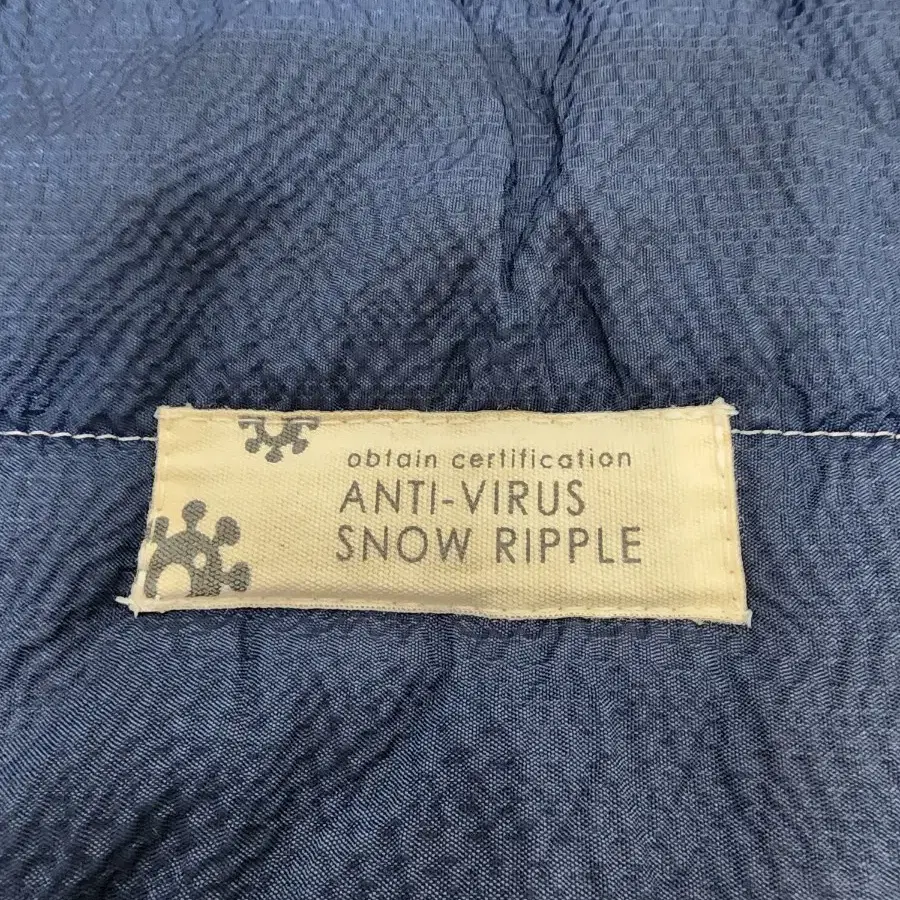 obtain certification
ANTI-VIRUS
SNOW RIPPLE